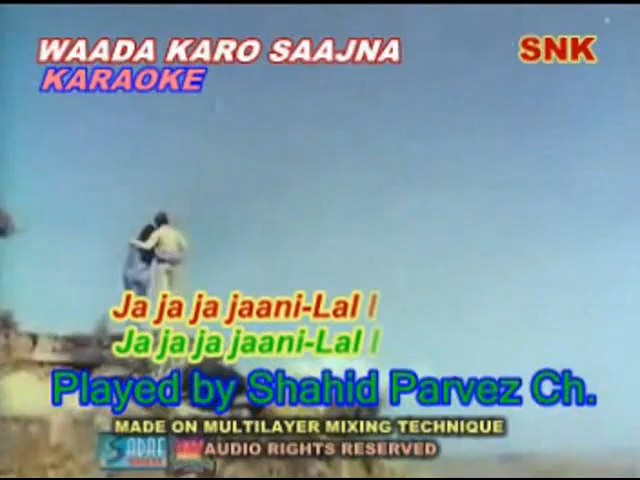 WAADA KARO SAAJNA
SNK
KARAOKE
Ja ja ja jaani-Lal l
Ja ja ja jaani-Lal l
Played by Shahid Parvez Ch.
MADE ON MULTILAYER MIXING TECHNIQUE
SADAF
AUDIO RIGHTS RESERVED